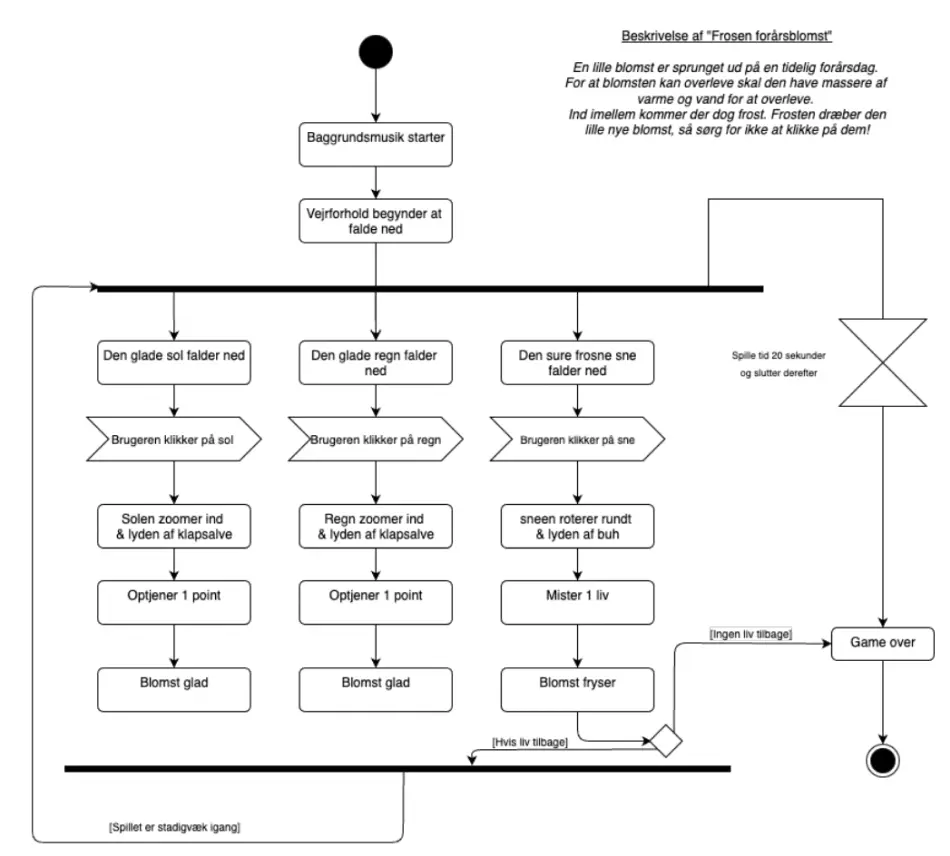 Beskrivelse af "Frosen forårsblomst"
En lille blomst er sprunget ud på en tidelig forårsdag.
For at blomsten kan overleve skal den have massere af
varme og vand for at overleve.
Ind imellem kommer der dog frost. Frosten dræber den
lille nye blomst, så sørg for ikke at klikke på dem!
Baggrundsmusik starter
Vejrforhold begynder at
falde ned
Den glade sol falder ned
Den glade regn falder
ned
Den sure frosne sne
falder ned
Spille tid 20 sekunder
og slutter derefter
Brugeren klikker på sol
Brugeren klikker på regn
Brugeren klikker på sne
Solen zoomer ind
& lyden af klapsalve
Regn zoomer ind
& lyden af klapsalve
sneen roterer rundt
& lyden af buh
Optjener 1 point
Optjener 1 point
Mister 1 liv
[Ingen liv tilbage]
Game over
Blomst glad
Blomst glad
Blomst fryser
[Hvis liv tilbage]
[Spillet er stadigvæk igang]